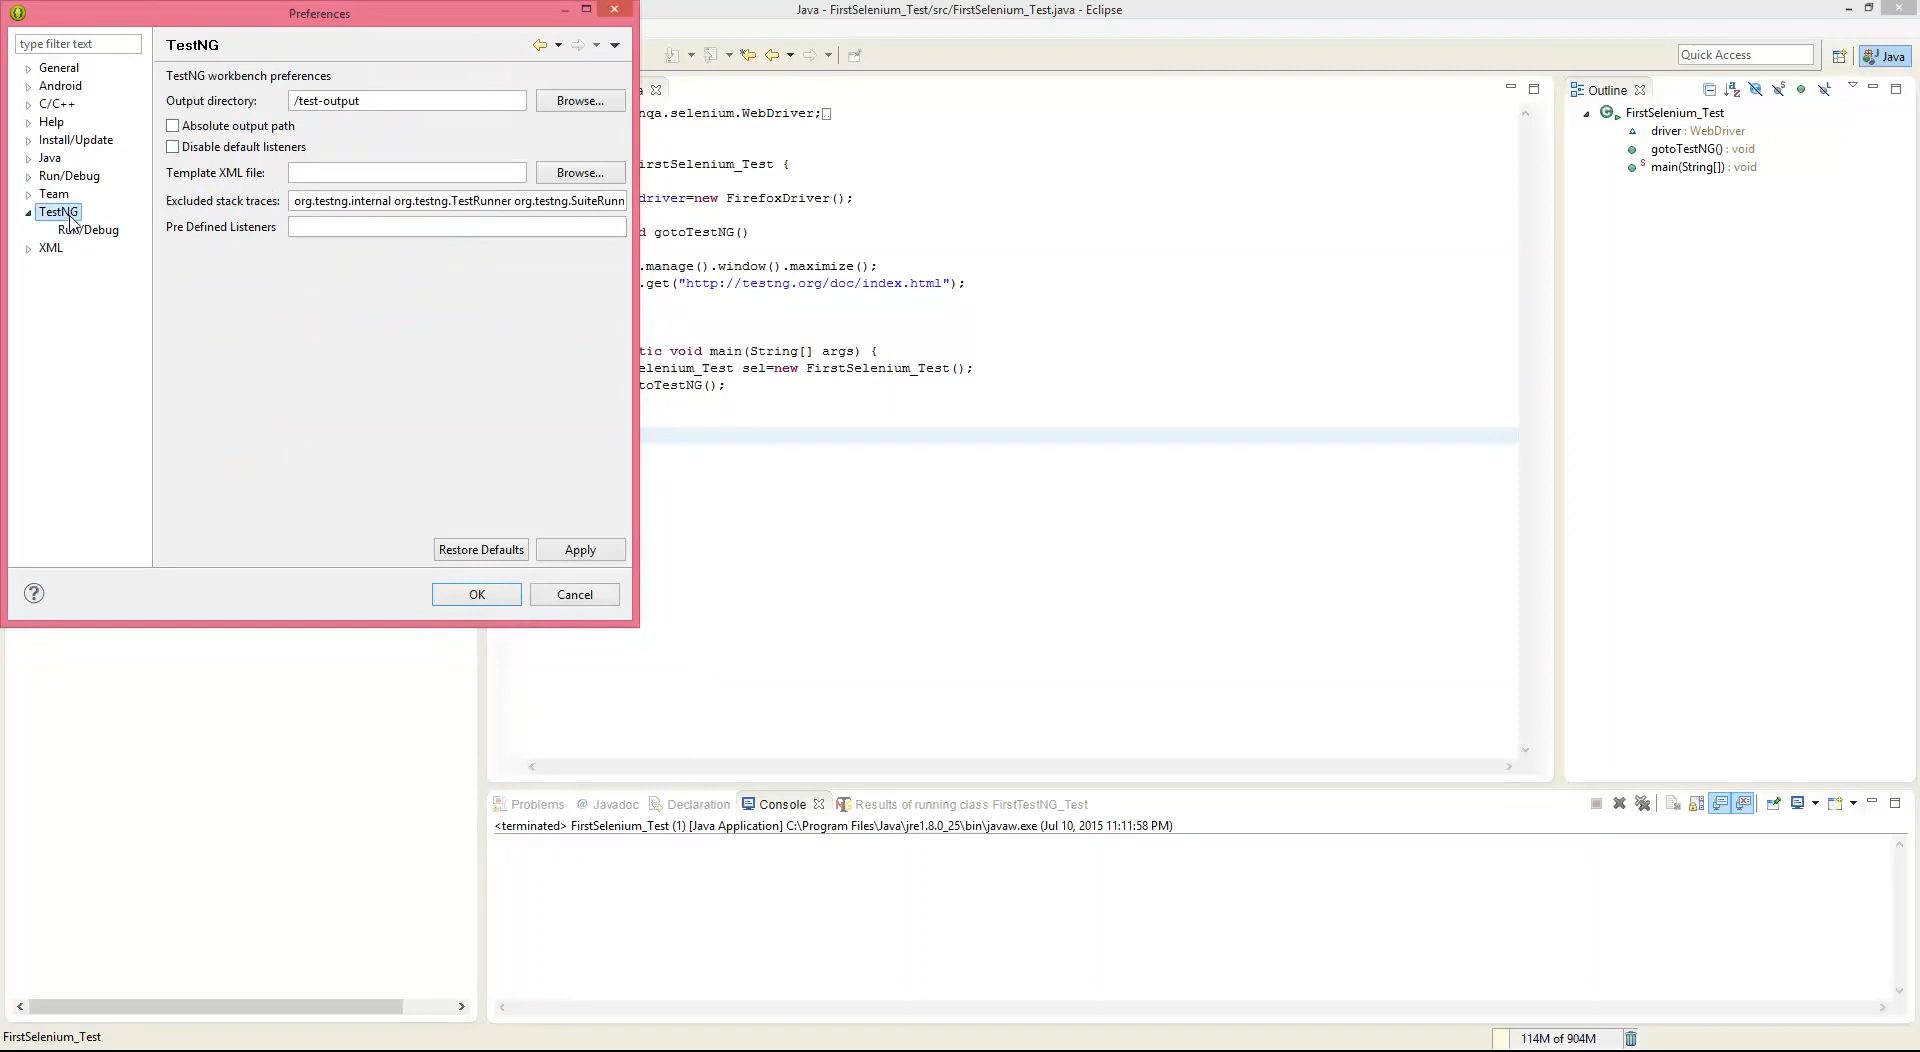 Preferences
Java - FirstSelenium_Test/src/FirstSelenium_Test.java - Eclipse
type filter text
General
Android
C/C++
Help
Install/Update
Java
Run/Debug
Team
TestNG
Run/Debug
XML
TestNG
TestNG workbench preferences
Output directory: /test-output Browse...
Absolute output path
Disable default listeners
Template XML file: Browse...
Excluded stack traces: org.testng.internal org.testng.TestRunner org.testng.SuiteRunn
Pre Defined Listeners
Restore Defaults Apply
OK Cancel
Quick Access
Java
nqa.selenium.WebDriver;
irstSelenium_Test {
driver=new FirefoxDriver();
d gotoTestNG()
.manage().window().maximize();
.get("http://testng.org/doc/index.html");
tic void main(String[] args) {
elenium_Test sel=new FirstSelenium_Test();
toTestNG();
Outline
FirstSelenium_Test
driver : WebDriver
gotoTestNG() : void
main(String[]) : void
Problems @ Javadoc Declaration Console Results of running class FirstTestNG_Test
<terminated> FirstSelenium_Test (1) [Java Application] C:\Program Files\Java\jre1.8.0_25\bin\javaw.exe (Jul 10, 2015 11:11:58 PM)
FirstSelenium_Test
114M of 904M